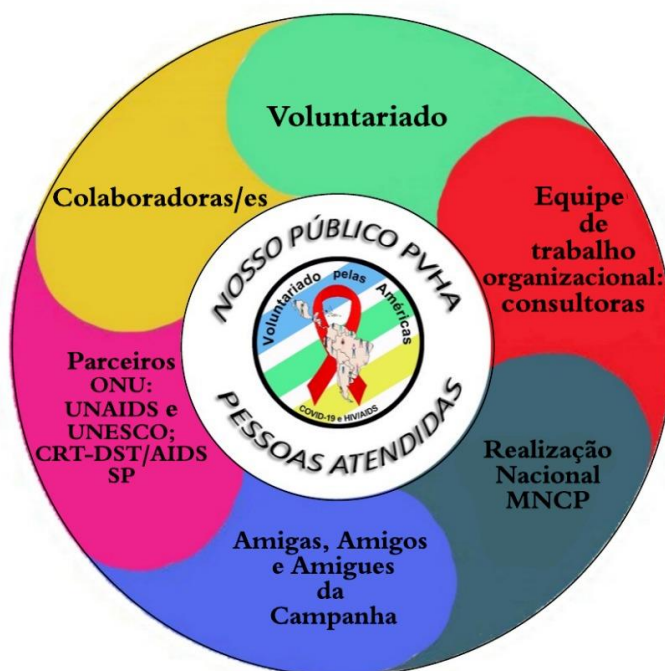 Voluntariado
Equipe
de
trabalho
organizacional:
consultoras
Realização
Nacional
MNCP
Amigas, Amigos
e Amigues
da
Campanha
Parceiros
ONU:
UNAIDS e
UNESCO;
CRT-DST/AIDS
SP
Colaboradoras/es
NOSSO PÚBLICO PVHA
Voluntariado pelas Américas
COVID-19 e HIV/AIDS
PESSOAS ATENDIDAS